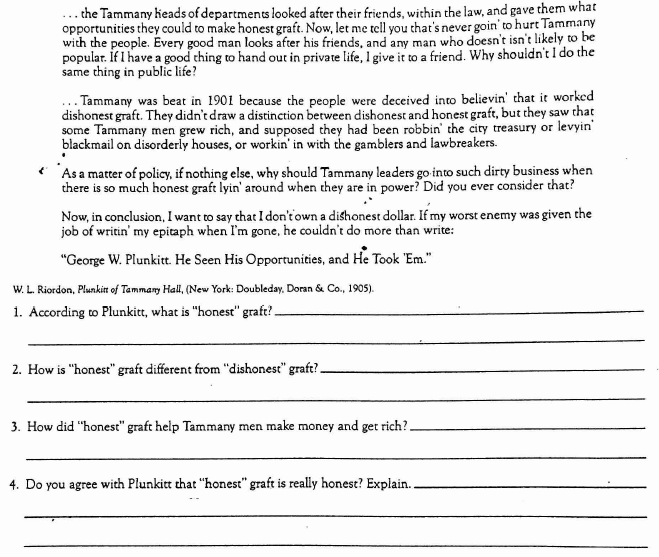 ... the Tammany heads of departments looked after their friends, within the law, and gave them what
opportunities they could to make honest graft. Now, let me tell you that's never goin' to hurt Tammany
with the people. Every good man looks after his friends, and any man who doesn't isn't likely to be
popular. If I have a good thing to hand out in private life, I give it to a friend. Why shouldn't I do the
same thing in public life?
... Tammany was beat in 1901 because the people were deceived into believin' that it worked
dishonest graft. They didn't draw a distinction between dishonest and honest graft, but they saw that
some Tammany men grew rich, and supposed they had been robbin' the city treasury or levyin'
blackmail on disorderly houses, or workin' in with the gamblers and lawbreakers.
As a matter of policy, if nothing else, why should Tammany leaders go into such dirty business when
there is so much honest graft lyin' around when they are in power? Did you ever consider that?
Now, in conclusion, I want to say that I don't own a dishonest dollar. If my worst enemy was given the
job of writin' my epitaph when I'm gone, he couldn't do more than write:
"George W. Plunkitt. He Seen His Opportunities, and He Took 'Em."
W. L. Riordon, Plunkitt of Tammany Hall, (New York: Doubleday, Doran & Co., 1905).
1. According to Plunkitt, what is "honest" graft?
2. How is "honest" graft different from "dishonest" graft?
3. How did "honest" graft help Tammany men make money and get rich?
4. Do you agree with Plunkitt that "honest" graft is really honest? Explain.